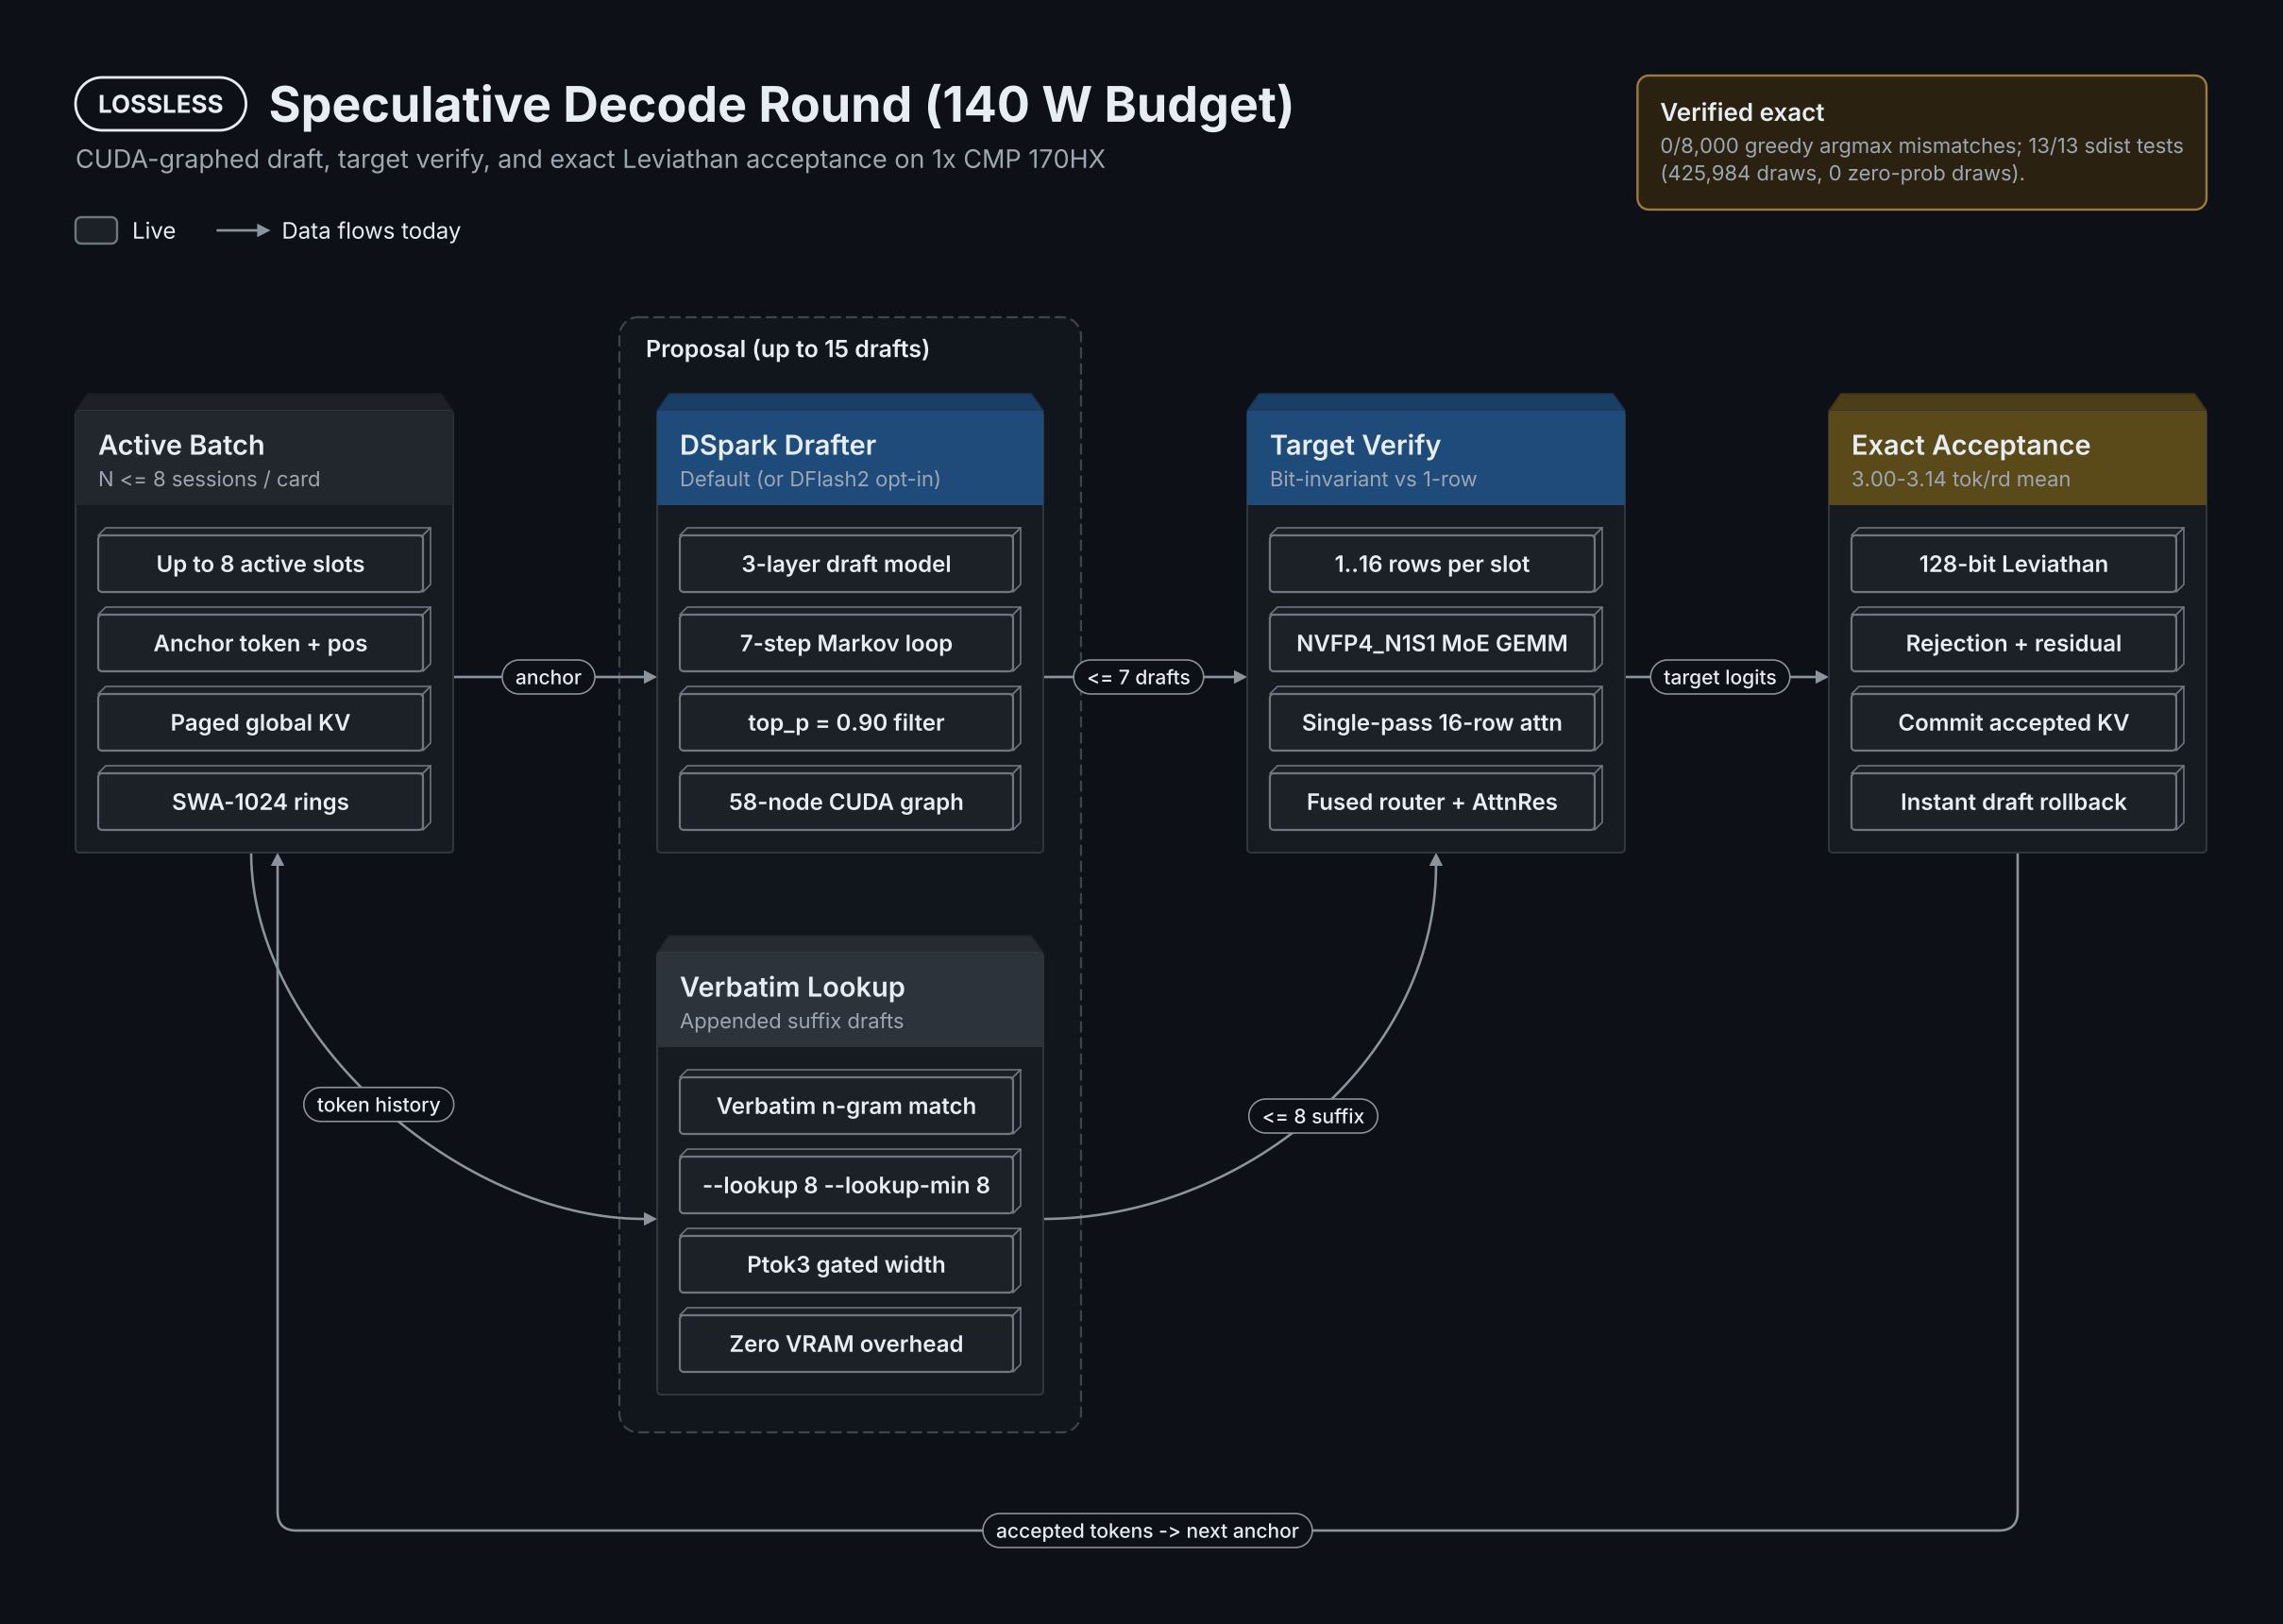 LOSSLESS
Speculative Decode Round (140 W Budget)
CUDA-graphed draft, target verify, and exact Leviathan acceptance on 1x CMP 170HX
Live
Data flows today
Verified exact
0/8,000 greedy argmax mismatches; 13/13 sdist tests
(425,984 draws, 0 zero-prob draws).
Active Batch
N <= 8 sessions / card
Up to 8 active slots
Anchor token + pos
Paged global KV
SWA-1024 rings
anchor
Proposal (up to 15 drafts)
DSpark Drafter
Default (or DFlash2 opt-in)
3-layer draft model
7-step Markov loop
top_p = 0.90 filter
58-node CUDA graph
<= 7 drafts
Target Verify
Bit-invariant vs 1-row
1..16 rows per slot
NVFP4_N1S1 MoE GEMM
Single-pass 16-row attn
Fused router + AttnRes
target logits
Exact Acceptance
3.00-3.14 tok/rd mean
128-bit Leviathan
Rejection + residual
Commit accepted KV
Instant draft rollback
token history
Verbatim Lookup
Appended suffix drafts
Verbatim n-gram match
--lookup 8 --lookup-min 8
Ptok3 gated width
Zero VRAM overhead
<= 8 suffix
accepted tokens -> next anchor